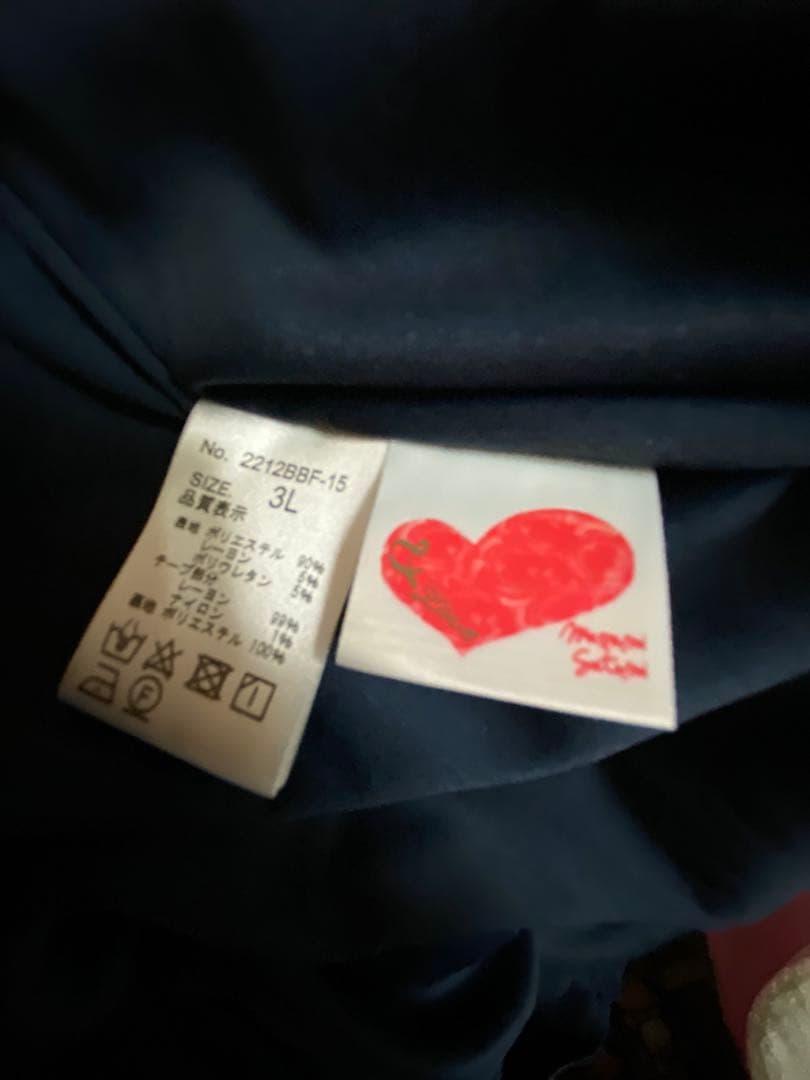 No. 2212BBF-15
SIZE 3L
品質表示
表地 ポリエステル 90%
レーヨン 5%
ポリウレタン 5%
テープ部分
レーヨン 99%
ナイロン 1%
裏地 ポリエステル 100%
F